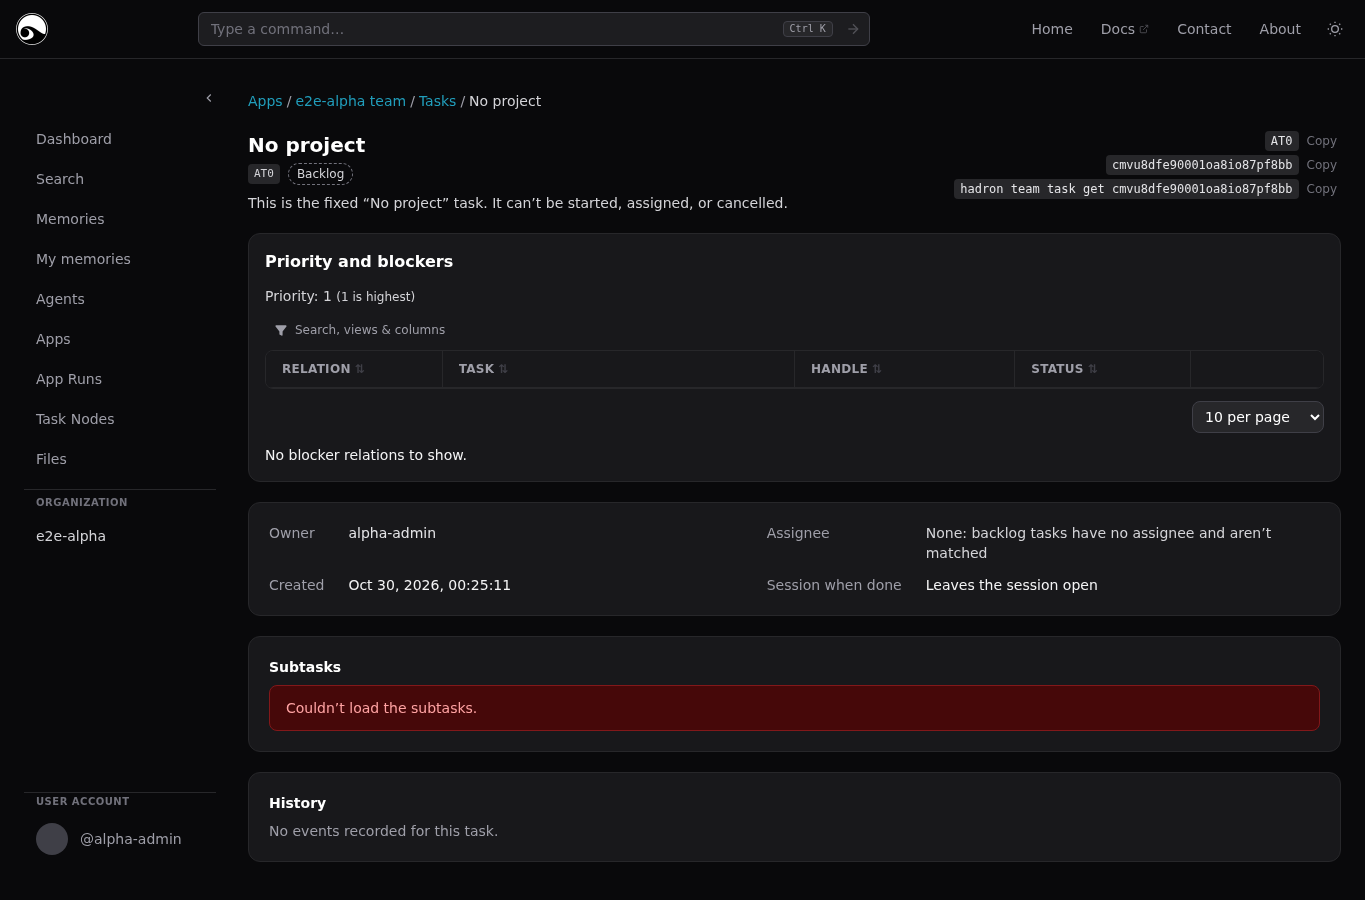 Type a command…
Ctrl K
Home
Docs
Contact
About
Dashboard
Search
Memories
My memories
Agents
Apps
App Runs
Task Nodes
Files
ORGANIZATION
e2e-alpha
USER ACCOUNT
@alpha-admin
Apps / e2e-alpha team / Tasks / No project
No project
AT0 Backlog
This is the fixed “No project” task. It can’t be started, assigned, or cancelled.
AT0 Copy
cmvu8dfe90001oa8io87pf8bb Copy
hadron team task get cmvu8dfe90001oa8io87pf8bb Copy
Priority and blockers
Priority: 1 (1 is highest)
Search, views & columns
RELATION TASK HANDLE STATUS
10 per page
No blocker relations to show.
Owner alpha-admin
Assignee None: backlog tasks have no assignee and aren’t
matched
Created Oct 30, 2026, 00:25:11
Session when done Leaves the session open
Subtasks
Couldn’t load the subtasks.
History
No events recorded for this task.